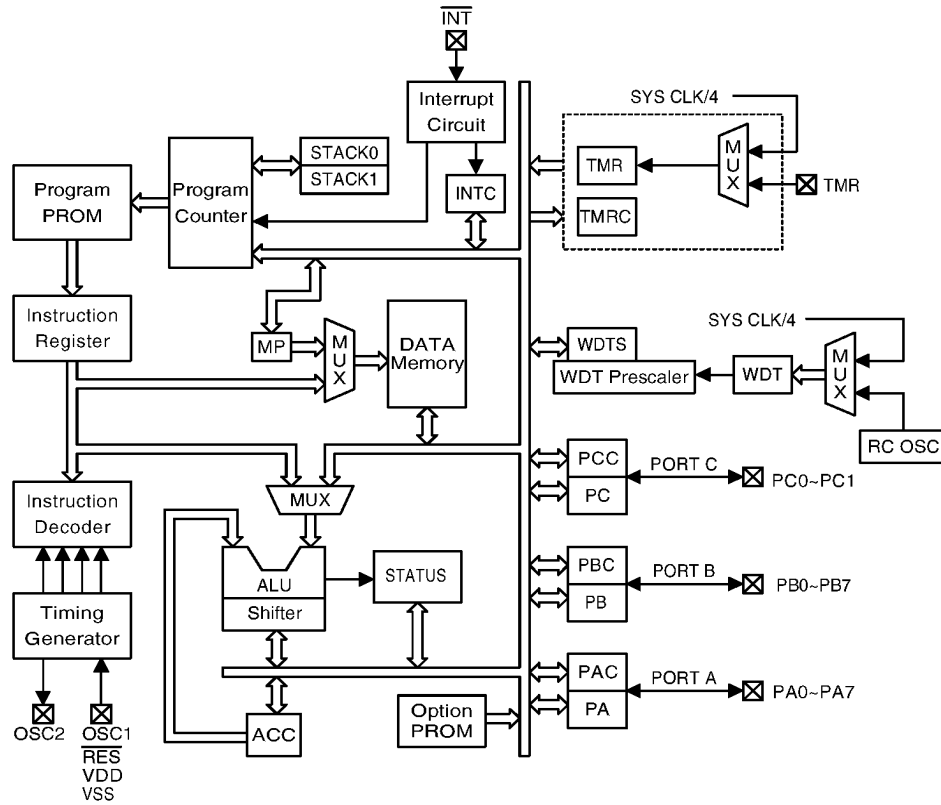 INT
Interrupt
Circuit
SYS CLK/4
MUX
TMR
TMR
TMRC
STACK0
STACK1
INTC
Program
Counter
Program
PROM
Instruction
Register
MP
MUX
DATA
Memory
SYS CLK/4
WDTS
WDT Prescaler
WDT
MUX
RC OSC
PCC
PC
PORT C
PC0~PC1
MUX
Instruction
Decoder
ALU
Shifter
STATUS
PBC
PB
PORT B
PB0~PB7
Timing
Generator
PAC
PA
PORT A
PA0~PA7
Option
PROM
ACC
OSC2
OSC1
RES
VDD
VSS